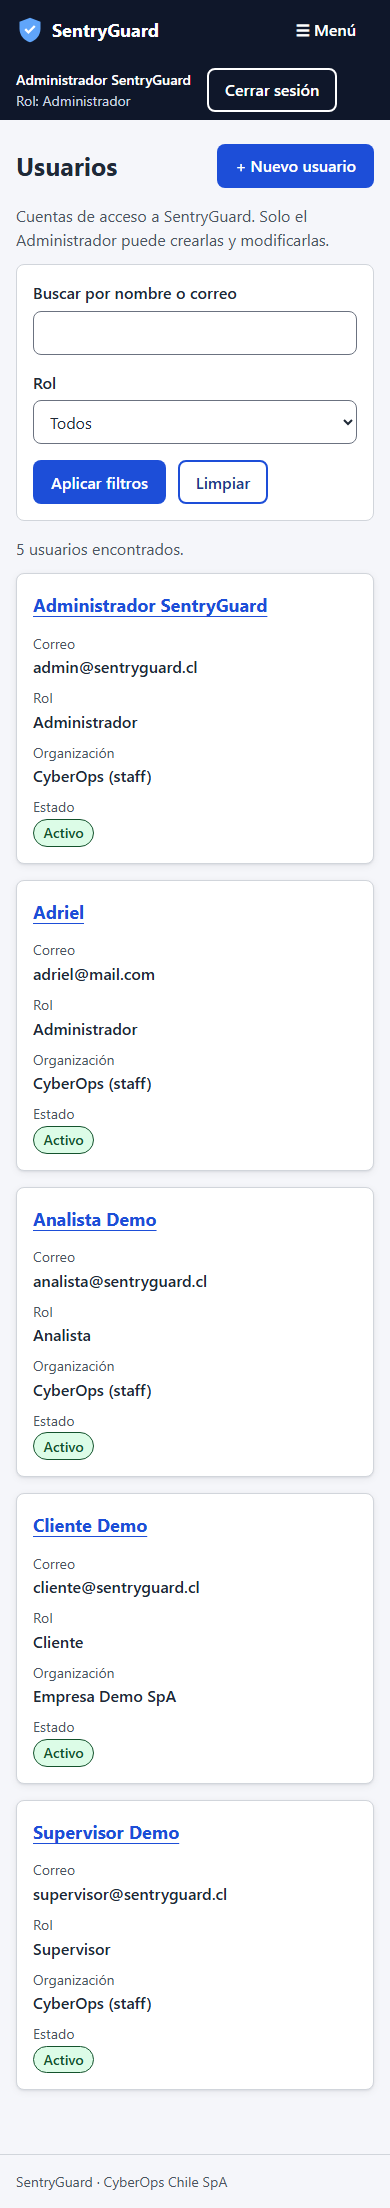 SentryGuard
☰ Menú
Administrador SentryGuard
Rol: Administrador
Cerrar sesión
Usuarios
+ Nuevo usuario
Cuentas de acceso a SentryGuard. Solo el
Administrador puede crearlas y modificarlas.
Buscar por nombre o correo
Rol
Todos
Aplicar filtros
Limpiar
5 usuarios encontrados.
Administrador SentryGuard
Correo
admin@sentryguard.cl
Rol
Administrador
Organización
CyberOps (staff)
Estado
Activo
Adriel
Correo
adriel@mail.com
Rol
Administrador
Organización
CyberOps (staff)
Estado
Activo
Analista Demo
Correo
analista@sentryguard.cl
Rol
Analista
Organización
CyberOps (staff)
Estado
Activo
Cliente Demo
Correo
cliente@sentryguard.cl
Rol
Cliente
Organización
Empresa Demo SpA
Estado
Activo
Supervisor Demo
Correo
supervisor@sentryguard.cl
Rol
Supervisor
Organización
CyberOps (staff)
Estado
Activo
SentryGuard · CyberOps Chile SpA